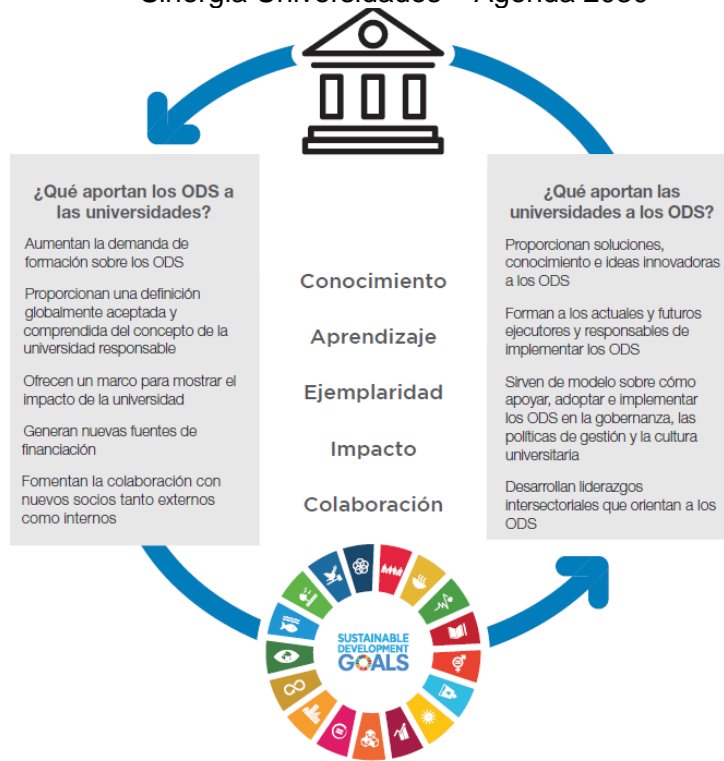 Sinergia Universidades – Agenda 2030
¿Qué aportan los ODS a
las universidades?
Aumentan la demanda de
formación sobre los ODS
Proporcionan una definición
globalmente aceptada y
comprendida del concepto de la
universidad responsable
Ofrecen un marco para mostrar el
impacto de la universidad
Generan nuevas fuentes de
financiación
Fomentan la colaboración con
nuevos socios tanto externos
como internos
Conocimiento
Aprendizaje
Ejemplaridad
Impacto
Colaboración
¿Qué aportan las
universidades a los ODS?
Proporcionan soluciones,
conocimiento e ideas innovadoras
a los ODS
Forman a los actuales y futuros
ejecutores y responsables de
implementar los ODS
Sirven de modelo sobre cómo
apoyar, adoptar e implementar
los ODS en la gobernanza, las
políticas de gestión y la cultura
universitaria
Desarrollan liderazgos
intersectoriales que orientan a los
ODS
SUSTAINABLE
DEVELOPMENT
GOALS